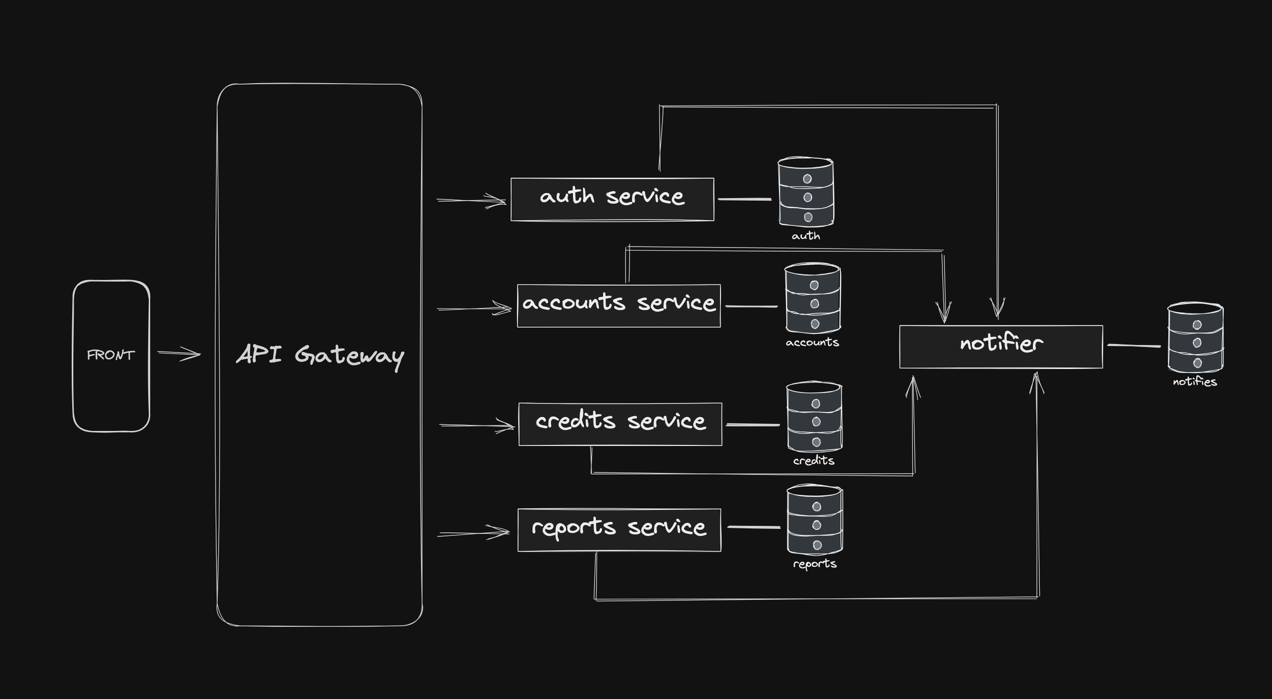 FRONT
API Gateway
auth service
auth
accounts service
accounts
credits service
credits
reports service
reports
notifier
notifies